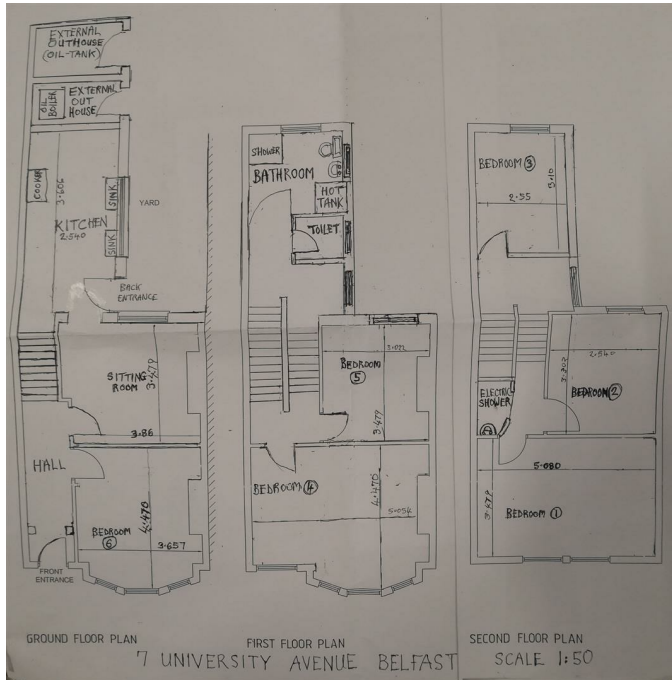 EXTERNAL
OUTHOUSE
(OIL-TANK)
OIL
BOILER
EXTERNAL
OUT
HOUSE
COOKER
3·606
KITCHEN
2·540
SINK
SINK
YARD
BACK
ENTRANCE
SITTING
ROOM
3·479
3·86
HALL
BEDROOM
6
4·470
3·657
FRONT
ENTRANCE
GROUND FLOOR PLAN
SHOWER
BATHROOM
HOT
TANK
TOILET
BEDROOM
5
3·479
BEDROOM 4
4·470
5·054
FIRST FLOOR PLAN
BEDROOM 3
3·10
2·55
ELECTRIC
SHOWER
2·540
BEDROOM 2
5·080
3·479
BEDROOM 1
SECOND FLOOR PLAN
7 UNIVERSITY AVENUE BELFAST
SCALE 1:50